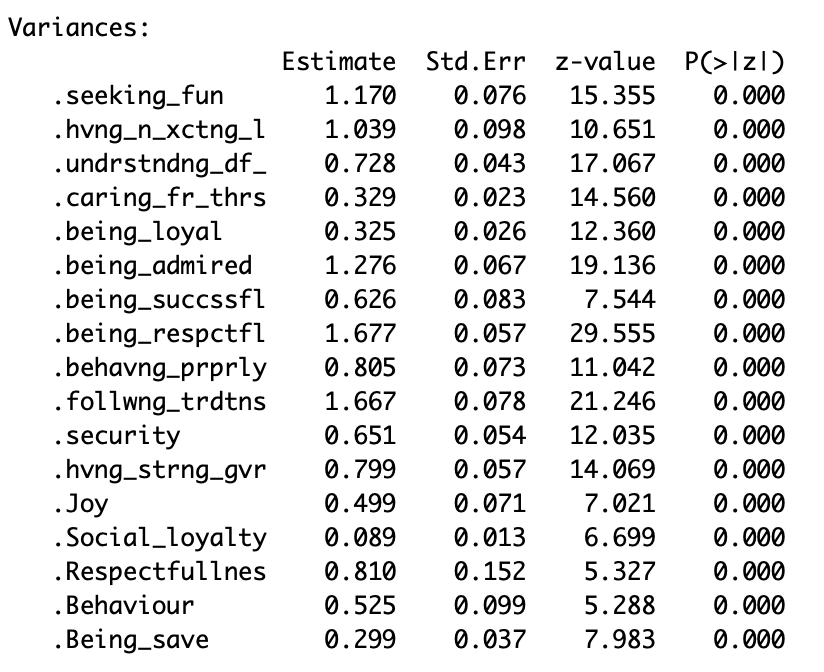 Variances:
Estimate Std.Err z-value P(>|z|)
.seeking_fun 1.170 0.076 15.355 0.000
.hvng_n_xctng_l 1.039 0.098 10.651 0.000
.undrstndng_df_ 0.728 0.043 17.067 0.000
.caring_fr_thrs 0.329 0.023 14.560 0.000
.being_loyal 0.325 0.026 12.360 0.000
.being_admired 1.276 0.067 19.136 0.000
.being_succssfl 0.626 0.083 7.544 0.000
.being_respctfl 1.677 0.057 29.555 0.000
.behavng_prprly 0.805 0.073 11.042 0.000
.follwng_trdtns 1.667 0.078 21.246 0.000
.security 0.651 0.054 12.035 0.000
.hvng_strng_gvr 0.799 0.057 14.069 0.000
.Joy 0.499 0.071 7.021 0.000
.Social_loyalty 0.089 0.013 6.699 0.000
.Respectfullnes 0.810 0.152 5.327 0.000
.Behaviour 0.525 0.099 5.288 0.000
.Being_save 0.299 0.037 7.983 0.000